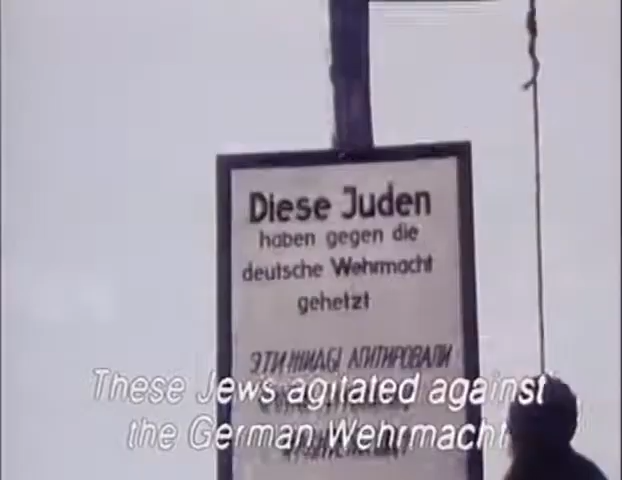 Diese Juden
haben gegen die
deutsche Wehrmacht
gehetzt
ЭТИ ЖИДЫ АГИТИРОВАЛИ
These Jews agitated against
the German Wehrmacht